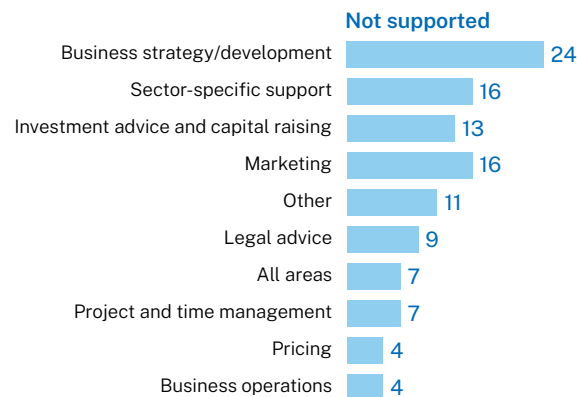 Not supported
Business strategy/development 24
Sector-specific support 16
Investment advice and capital raising 13
Marketing 16
Other 11
Legal advice 9
All areas 7
Project and time management 7
Pricing 4
Business operations 4